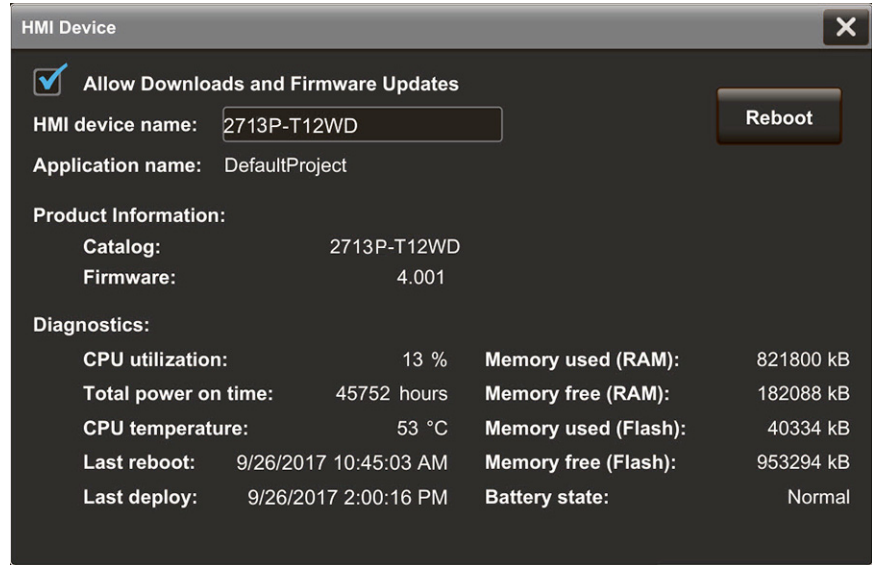 HMI Device
Allow Downloads and Firmware Updates
HMI device name: 2713P-T12WD
Reboot
Application name: DefaultProject
Product Information:
Catalog: 2713P-T12WD
Firmware: 4.001
Diagnostics:
CPU utilization: 13 % Memory used (RAM): 821800 kB
Total power on time: 45752 hours Memory free (RAM): 182088 kB
CPU temperature: 53 °C Memory used (Flash): 40334 kB
Last reboot: 9/26/2017 10:45:03 AM Memory free (Flash): 953294 kB
Last deploy: 9/26/2017 2:00:16 PM Battery state: Normal